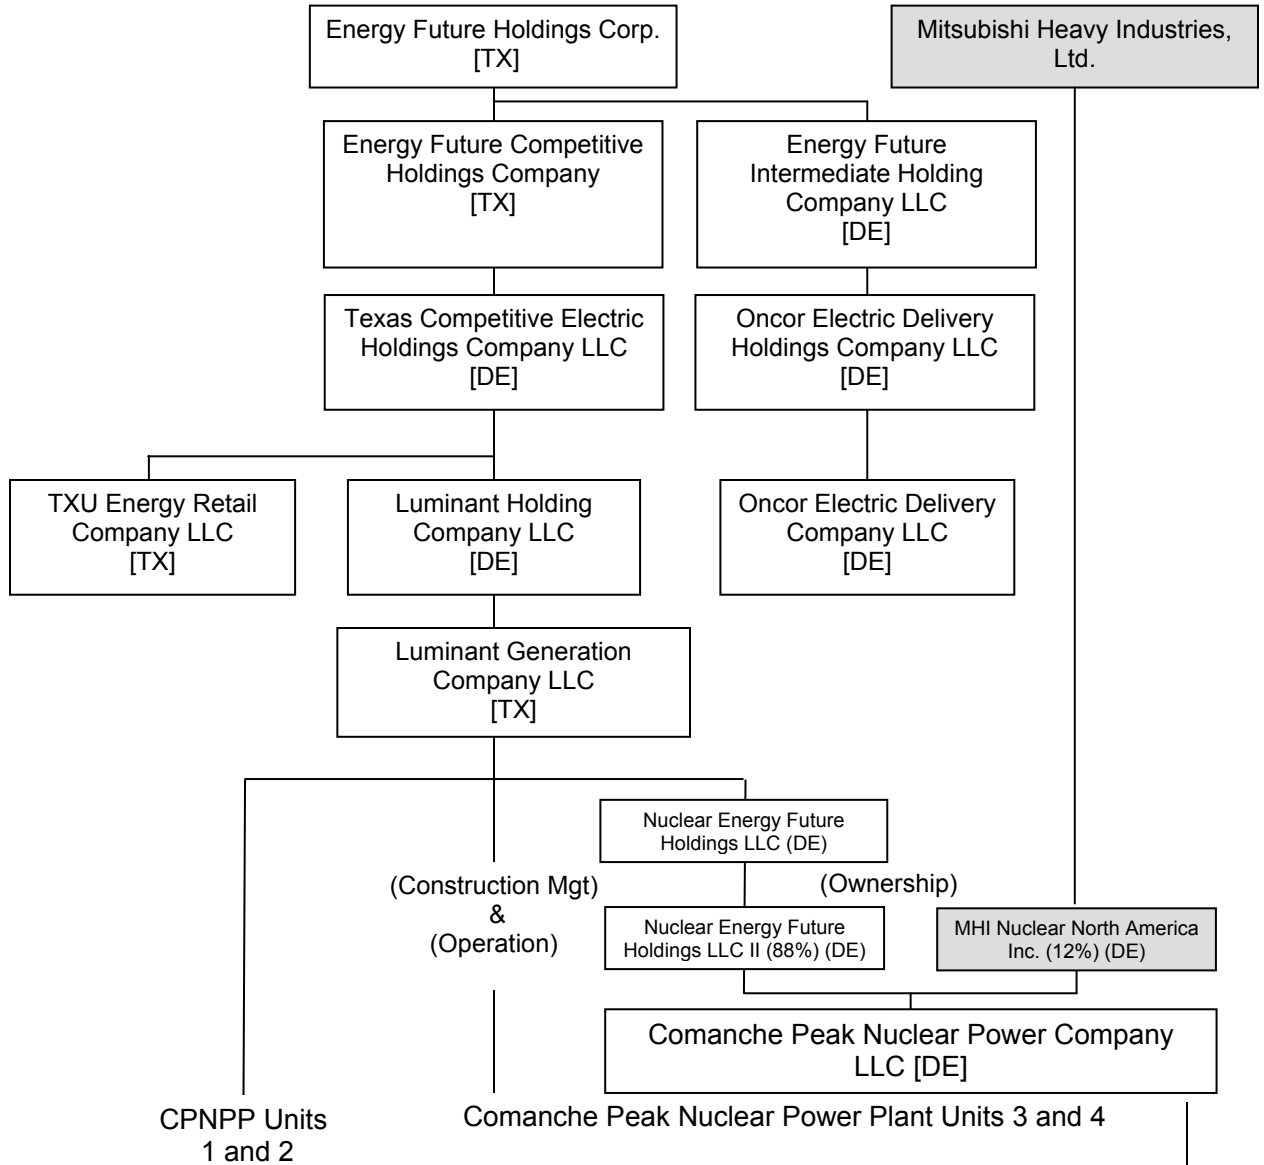 Energy Future Holdings Corp.
[TX]
Mitsubishi Heavy Industries,
Ltd.
Energy Future Competitive
Holdings Company
[TX]
Energy Future
Intermediate Holding
Company LLC
[DE]
Texas Competitive Electric
Holdings Company LLC
[DE]
Oncor Electric Delivery
Holdings Company LLC
[DE]
TXU Energy Retail
Company LLC
[TX]
Luminant Holding
Company LLC
[DE]
Oncor Electric Delivery
Company LLC
[DE]
Luminant Generation
Company LLC
[TX]
Nuclear Energy Future
Holdings LLC (DE)
(Construction Mgt)
&
(Operation)
(Ownership)
Nuclear Energy Future
Holdings LLC II (88%) (DE)
MHI Nuclear North America
Inc. (12%) (DE)
Comanche Peak Nuclear Power Company
LLC [DE]
CPNPP Units
1 and 2
Comanche Peak Nuclear Power Plant Units 3 and 4